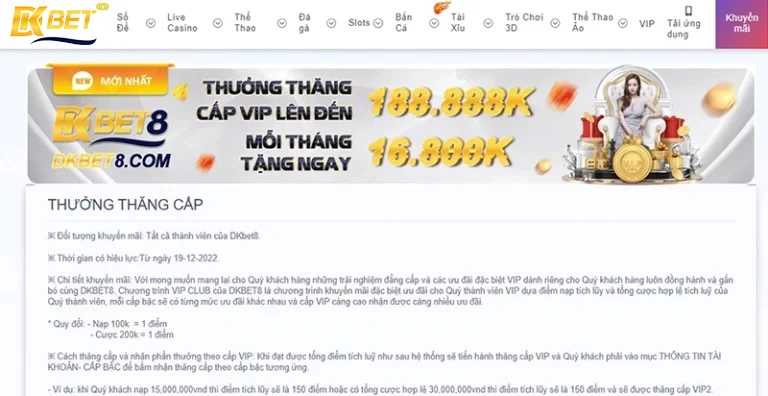 DKBET
Số Đề
Live Casino
Thể Thao
Đá gà
Slots
Bắn Cá
Tài Xỉu
Trò Chơi 3D
Thể Thao Ảo
VIP
Tải ứng dụng
Khuyến mãi
NEW MỚI NHẤT
DKBET8
DKBET8.COM
THƯỞNG THĂNG
CẤP VIP LÊN ĐẾN
188.888K
MỖI THÁNG
TẶNG NGAY
16.800K
VIP
THƯỞNG THĂNG CẤP
※ Đối tượng khuyến mãi: Tất cả thành viên của DKbet8.
※ Thời gian có hiệu lực:Từ ngày 19-12-2022.
※ Chi tiết khuyến mãi: Với mong muốn mang lại cho Quý khách hàng những trải nghiệm đẳng cấp và các ưu đãi đặc biệt VIP dành riêng cho Quý khách hàng luôn đồng hành và gắn
bó cùng DKBET8. Chương trình VIP CLUB của DKBET8 là chương trình khuyến mãi đặc biệt ưu đãi cho Quý thành viên VIP dựa điểm nạp tích lũy và tổng cược hợp lệ tích luỹ của
Quý thành viên, mỗi cấp bậc sẽ có từng mức ưu đãi khác nhau và cấp VIP càng cao nhận được càng nhiều ưu đãi.
* Quy đổi: - Nạp 100k = 1 điểm
- Cược 200k = 1 điểm
※ Cách thăng cấp và nhận phần thưởng theo cấp VIP: Khi đạt được tổng điểm tích luỹ như sau hệ thống sẽ tiến hành thăng cấp VIP và Quý khách phải vào mục THÔNG TIN TÀI
KHOẢN- CẤP BẬC để bấm nhận thăng cấp theo cấp bậc tương ứng.
- Ví dụ: khi Quý khách nạp 15,000,000vnd thì điểm tích lũy sẽ là 150 điểm hoặc có tổng cược hợp lệ 30,000,000vnd thì điểm tích lũy sẽ là 150 điểm và sẽ được thăng cấp VIP2.